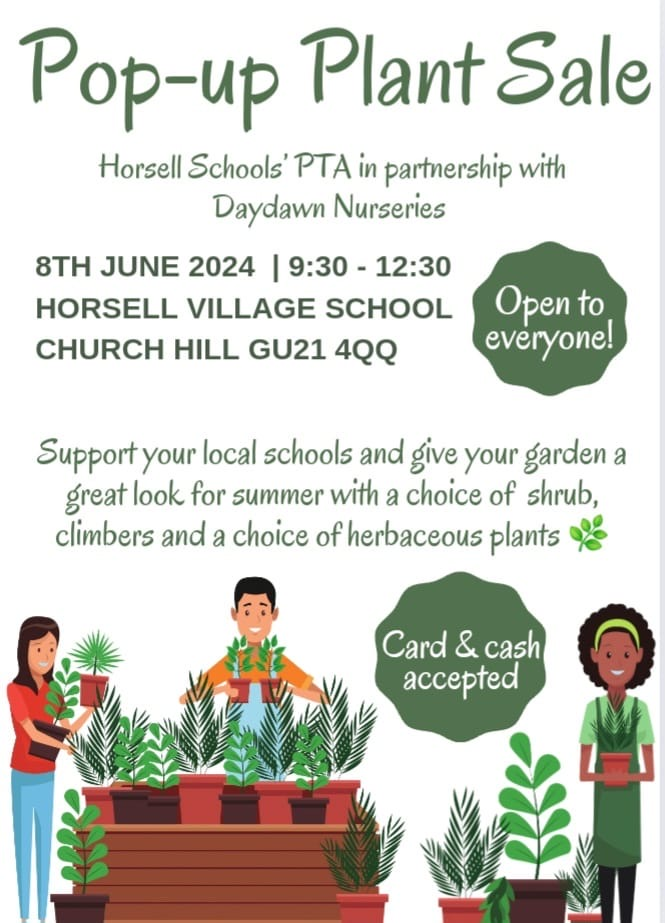 Pop-up Plant Sale
Horsell Schools' PTA in partnership with
Daydawn Nurseries
8TH JUNE 2024 | 9:30 - 12:30
HORSELL VILLAGE SCHOOL
CHURCH HILL GU21 4QQ
Open to
everyone!
Support your local schools and give your garden a
great look for summer with a choice of shrub,
climbers and a choice of herbaceous plants 🌿
Card & cash
accepted